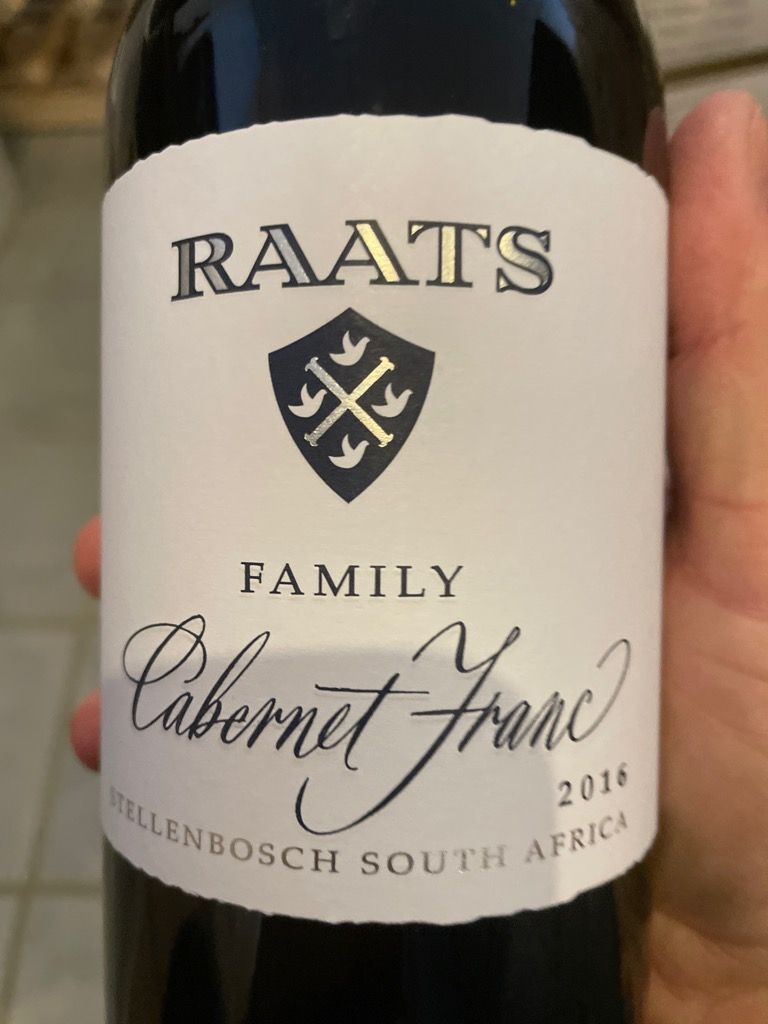 RAATS
FAMILY
Cabernet Franc
2016
STELLENBOSCH SOUTH AFRICA